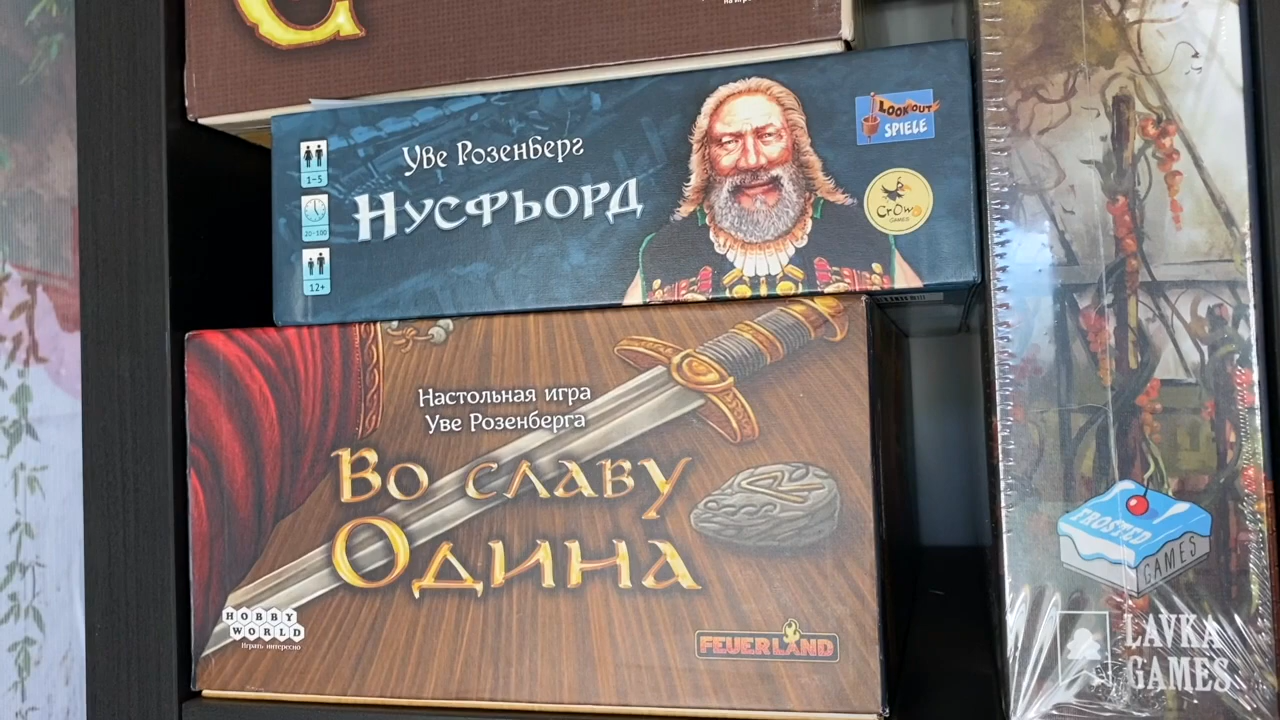 Уве Розенберг
Нусфьорд
1-5
20-100
12+
LOOKOUT
SPIELE
CrOwD
GAMES
Настольная игра
Уве Розенберга
Во славу
Одина
HOBBY
WORLD
Играть интересно
FEUERLAND
FROSTED
GAMES
LAVKA
GAMES